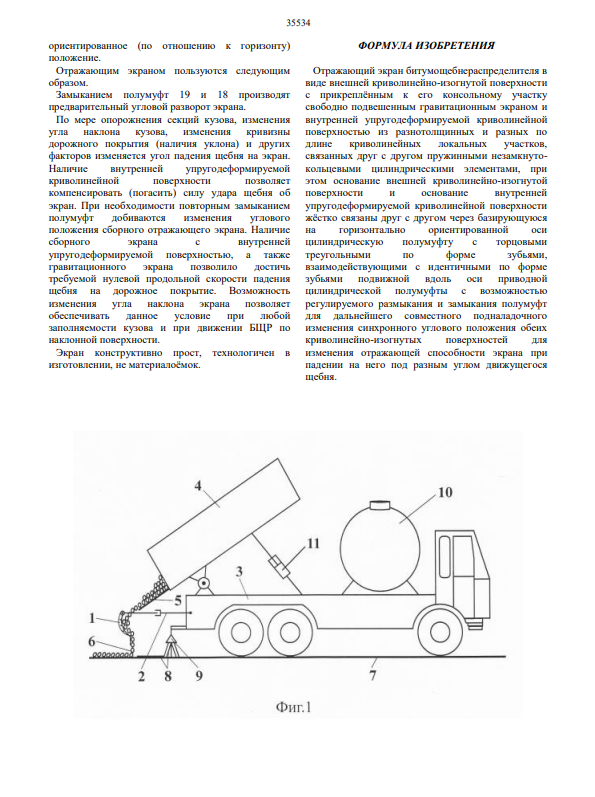 35534
ориентированное (по отношению к горизонту)
положение.
Отражающим экраном пользуются следующим
образом.
Замыканием полумуфт 19 и 18 производят
предварительный угловой разворот экрана.
По мере опорожнения секций кузова, изменения
угла наклона кузова, изменения кривизны
дорожного покрытия (наличия уклона) и других
факторов изменяется угол падения щебня на экран.
Наличие внутренней упругодеформируемой
криволинейной поверхности позволяет
компенсировать (погасить) силу удара щебня об
экран. При необходимости повторным замыканием
полумуфт добиваются изменения углового
положения сборного отражающего экрана. Наличие
сборного экрана с внутренней
упругодеформируемой поверхностью, а также
гравитационного экрана позволило достичь
требуемой нулевой продольной скорости падения
щебня на дорожное покрытие. Возможность
изменения угла наклона экрана позволяет
обеспечивать данное условие при любой
заполняемости кузова и при движении БЩР по
наклонной поверхности.
Экран конструктивно прост, технологичен в
изготовлении, не материалоёмок.
ФОРМУЛА ИЗОБРЕТЕНИЯ
Отражающий экран битумощебнераспределителя в
виде внешней криволинейно-изогнутой поверхности
с прикреплённым к его консольному участку
свободно подвешенным гравитационным экраном и
внутренней упругодеформируемой криволинейной
поверхностью из разнотолщинных и разных по
длине криволинейных локальных участков,
связанных друг с другом пружинными незамкнуто-
кольцевыми цилиндрическими элементами, при
этом основание внешней криволинейно-изогнутой
поверхности и основание внутренней
упругодеформируемой криволинейной поверхности
жёстко связаны друг с другом через базирующуюся
на горизонтально ориентированной оси
цилиндрическую полумуфту с торцовыми
треугольными по форме зубьями,
взаимодействующими с идентичными по форме
зубьями подвижной вдоль оси приводной
цилиндрической полумуфты с возможностью
регулируемого размыкания и замыкания полумуфт
для дальнейшего совместного подналадочного
изменения синхронного углового положения обеих
криволинейно-изогнутых поверхностей для
изменения отражающей способности экрана при
падении на него под разным углом движущегося
щебня.
4
10
11
3
5
1
6
2
8
9
7
Фиг.1